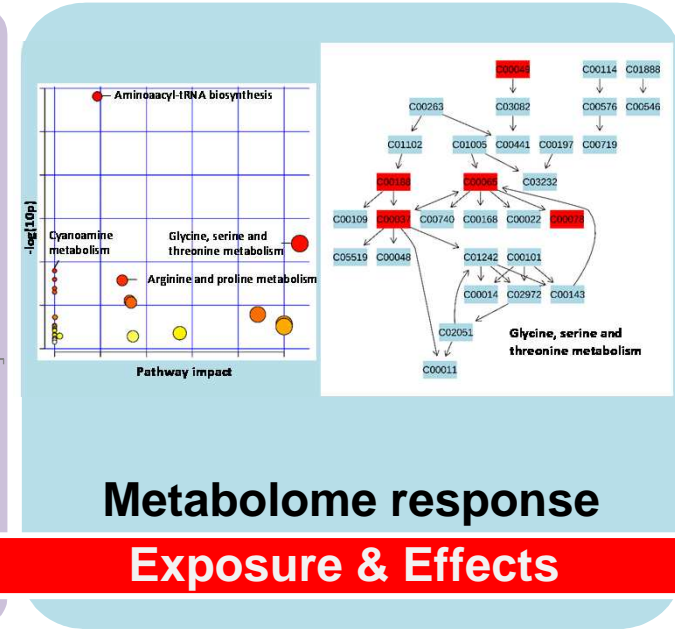 Aminoaacyl-tRNA biosynthesis
-log(10p)
Cyanoamine
metabolism
Glycine, serine and
threonine metabolism
Arginine and proline metabolism
Pathway impact
C00049
C00114
C01888
C00263
C03082
C00576
C00546
C01102
C01005
C00441
C00197
C00719
C00188
C00065
C03232
C00109
C00037
C00740
C00168
C00022
C00078
C05519
C00048
C01242
C00101
C00014
C02972
C00143
C02051
Glycine, serine and
threonine metabolism
C00011
Metabolome response
Exposure & Effects